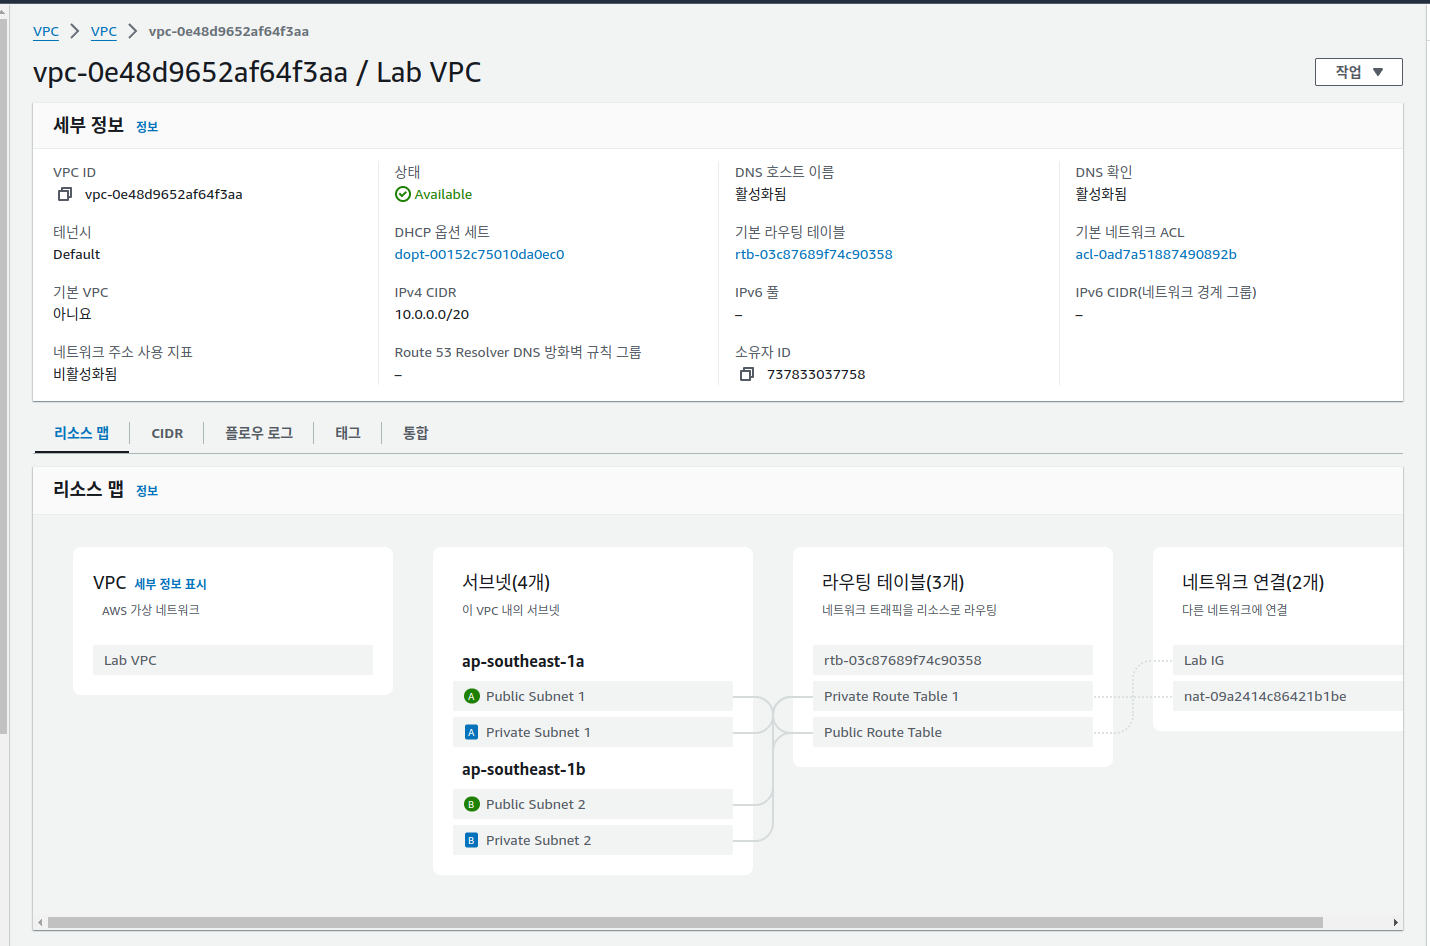 VPC
VPC
vpc-0e48d9652af64f3aa
vpc-0e48d9652af64f3aa / Lab VPC
작업
세부 정보 정보
VPC ID
vpc-0e48d9652af64f3aa
상태
Available
DNS 호스트 이름
활성화됨
DNS 확인
활성화됨
테넌시
Default
DHCP 옵션 세트
dopt-00152c75010da0ec0
기본 라우팅 테이블
rtb-03c87689f74c90358
기본 네트워크 ACL
acl-0ad7a51887490892b
기본 VPC
아니요
IPv4 CIDR
10.0.0.0/20
IPv6 풀
–
IPv6 CIDR(네트워크 경계 그룹)
–
네트워크 주소 사용 지표
비활성화됨
Route 53 Resolver DNS 방화벽 규칙 그룹
–
소유자 ID
737833037758
리소스 맵
CIDR
플로우 로그
태그
통합
리소스 맵 정보
VPC 세부 정보 표시
AWS 가상 네트워크
Lab VPC
서브넷(4개)
이 VPC 내의 서브넷
ap-southeast-1a
A Public Subnet 1
A Private Subnet 1
ap-southeast-1b
B Public Subnet 2
B Private Subnet 2
라우팅 테이블(3개)
네트워크 트래픽을 리소스로 라우팅
rtb-03c87689f74c90358
Private Route Table 1
Public Route Table
네트워크 연결(2개)
다른 네트워크에 연결
Lab IG
nat-09a2414c86421b1be